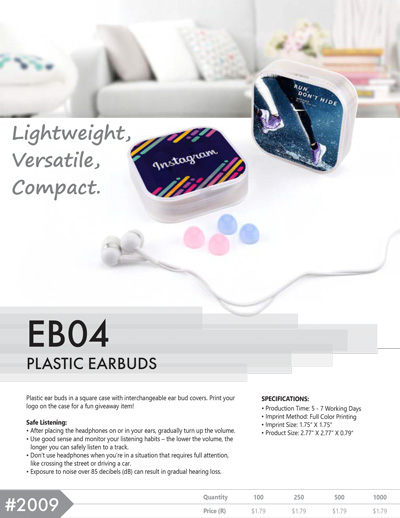 RUN,
DON'T HIDE
Lightweight,
Versatile,
Compact.
Instagram
EB04
PLASTIC EARBUDS
Plastic ear buds in a square case with interchangeable ear bud covers. Print your
logo on the case for a fun giveaway item!
Safe Listening:
• After placing the headphones on or in your ears, gradually turn up the volume.
• Use good sense and monitor your listening habits – the lower the volume, the
longer you can safely listen to a track.
• Don't use headphones when you're in a situation that requires full attention,
like crossing the street or driving a car.
• Exposure to noise over 85 decibels (dB) can result in gradual hearing loss.
SPECIFICATIONS:
• Production Time: 5 - 7 Working Days
• Imprint Method: Full Color Printing
• Imprint Size: 1.75" X 1.75"
• Product Size: 2.77" X 2.77" X 0.79"
#2009
Quantity 100 250 500 1000
Price (R) $1.79 $1.79 $1.79 $1.79